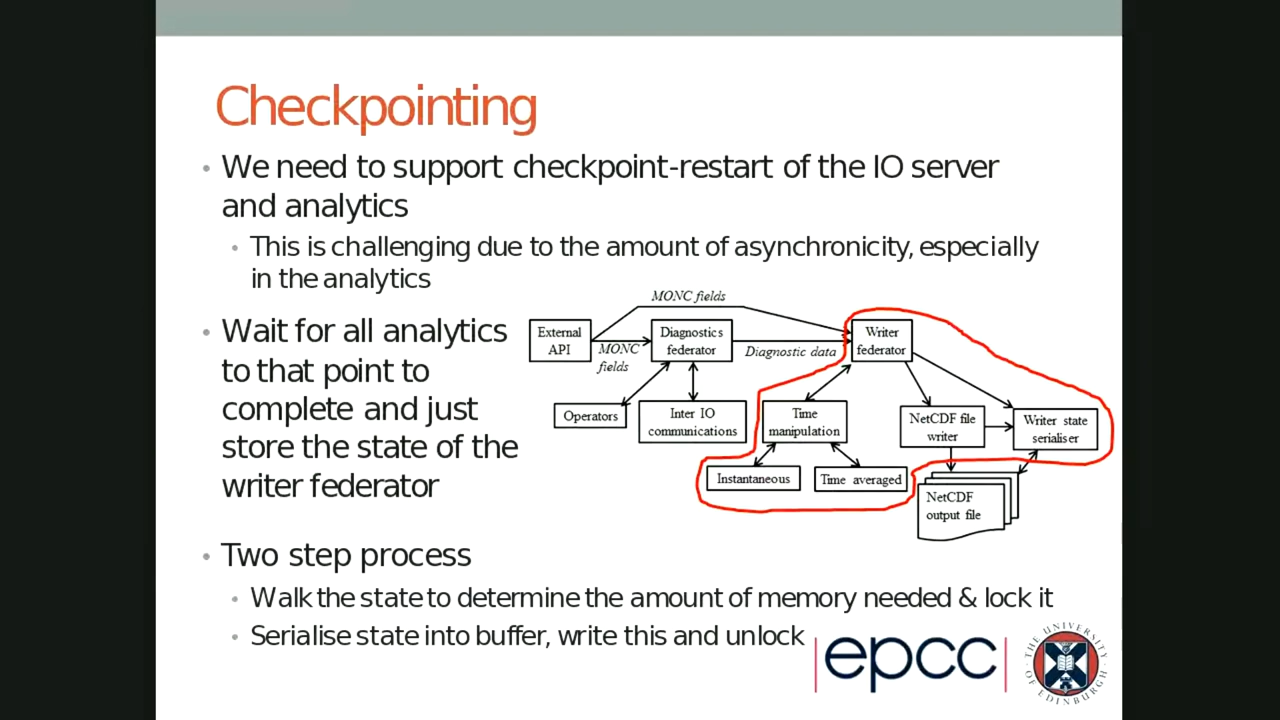 Checkpointing
• We need to support checkpoint-restart of the IO server
and analytics
• This is challenging due to the amount of asynchronicity, especially
in the analytics
• Wait for all analytics
to that point to
complete and just
store the state of the
writer federator
MONC fields
External
API
MONC
fields
Diagnostics
federator
Diagnostic data
Writer
federator
Operators
Inter IO
communications
Time
manipulation
NetCDF file
writer
Writer state
serialiser
Instantaneous
Time averaged
NetCDF
output file
• Two step process
• Walk the state to determine the amount of memory needed & lock it
• Serialise state into buffer, write this and unlock
epcc
THE UNIVERSITY
OF EDINBURGH